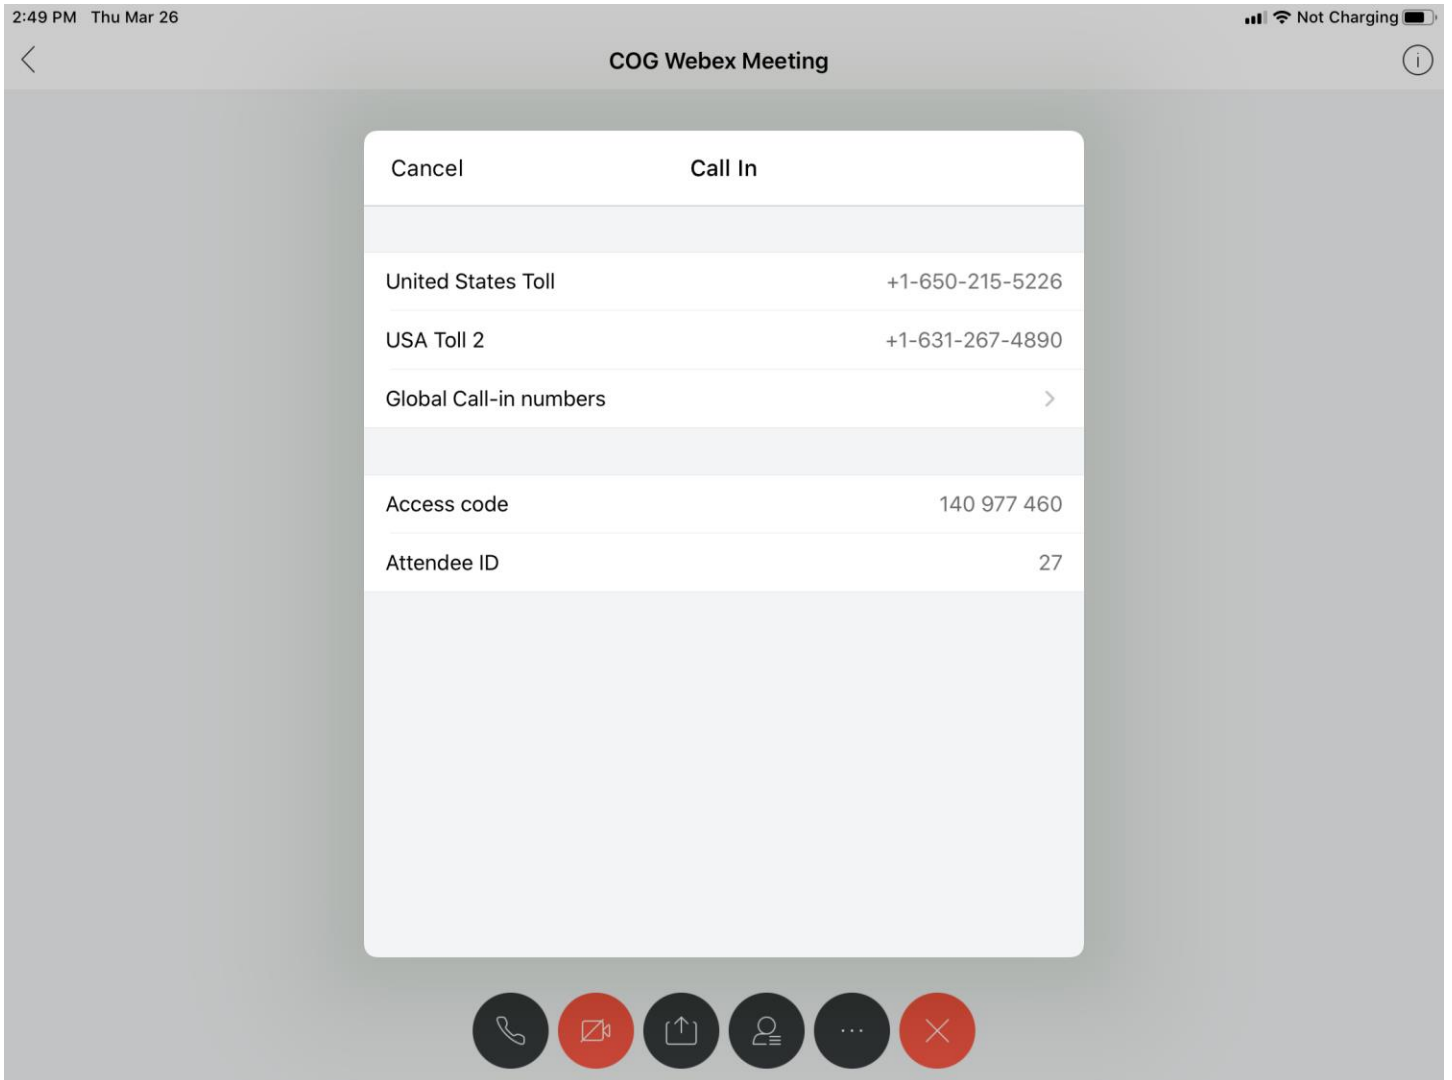 2:49 PM Thu Mar 26 Not Charging
COG Webex Meeting
Cancel Call In
United States Toll +1-650-215-5226
USA Toll 2 +1-631-267-4890
Global Call-in numbers
Access code 140 977 460
Attendee ID 27